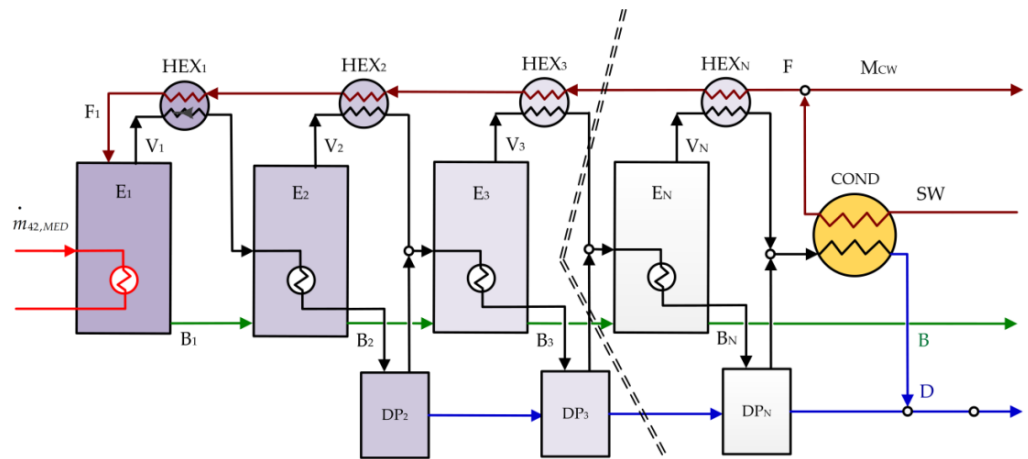 HEX₁ HEX₂ HEX₃ HEXN F MCW
F₁ V₁ V₂ V₃ VN
E₁ E₂ E₃ EN COND SW
ṁ42,MED
B₁ B₂ B₃ BN B
D
DP₂ DP₃ DPN